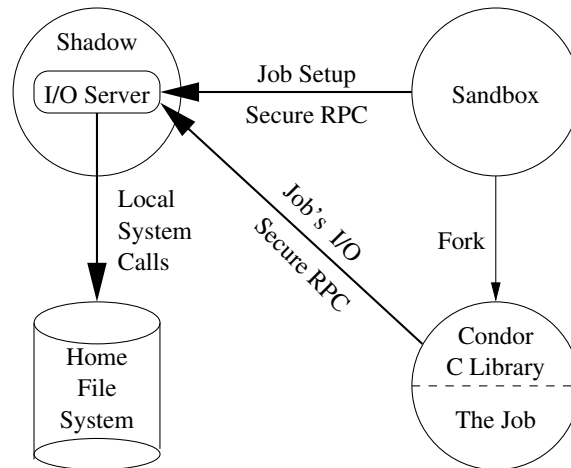 Shadow
I/O Server
Job Setup
Secure RPC
Sandbox
Local
System
Calls
Job's I/O
Secure RPC
Fork
Home
File
System
Condor
C Library
The Job